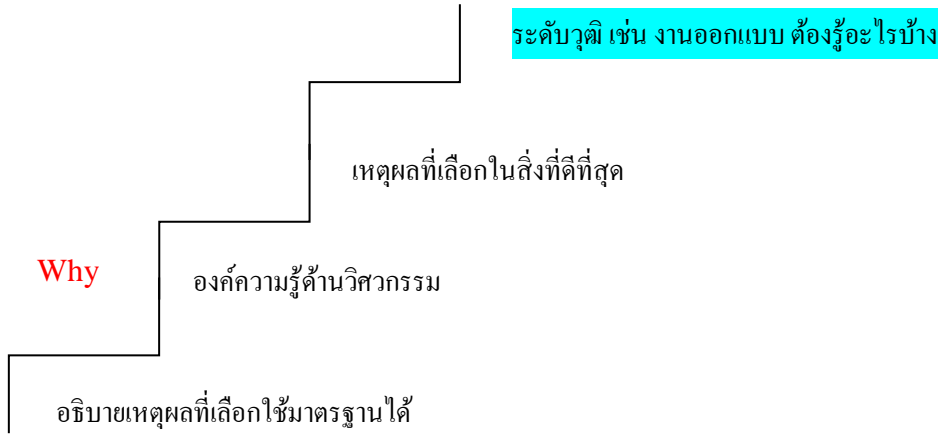 ระดับวุฒิ เช่น งานออกแบบ ต้องรู้อะไรบ้าง
เหตุผลที่เลือกในสิ่งที่ดีที่สุด
Why
องค์ความรู้ด้านวิศวกรรม
อธิบายเหตุผลที่เลือกใช้มาตรฐานได้